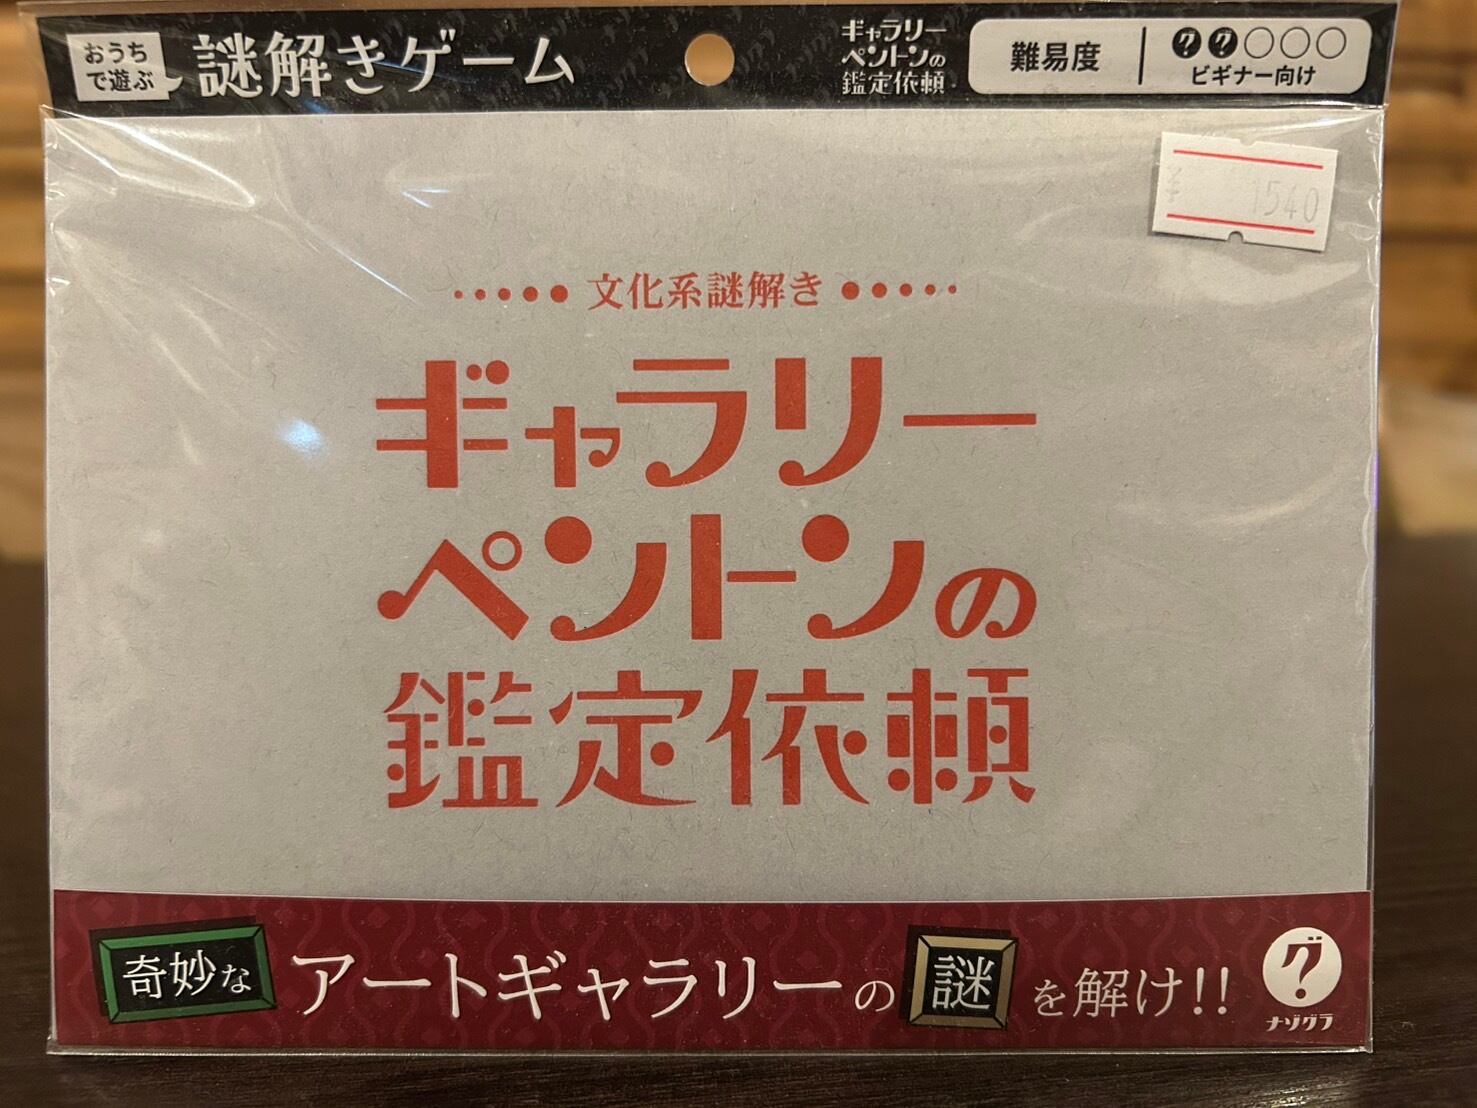 おうち
で遊ぶ
謎解きゲーム
ギャラリー
ペントンの
鑑定依頼
難易度
ビギナー向け
¥ 1540
文化系謎解き
ギャラリー
ペントンの
鑑定依頼
奇妙な アートギャラリーの 謎 を解け!!
グ?
ナゾグラ